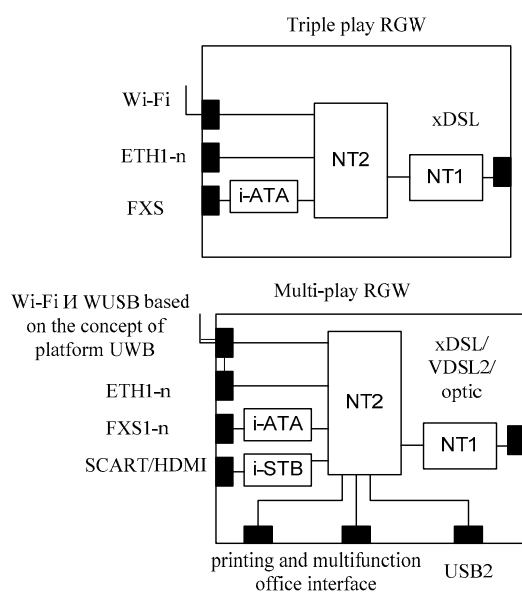 Triple play RGW
Wi-Fi
xDSL
ETH1-n
NT2
NT1
FXS
i-ATA
Multi-play RGW
Wi-Fi И WUSB based
on the concept of
platform UWB
xDSL/
VDSL2/
optic
ETH1-n
NT2
FXS1-n
i-ATA
NT1
SCART/HDMI
i-STB
printing and multifunction
office interface
USB2